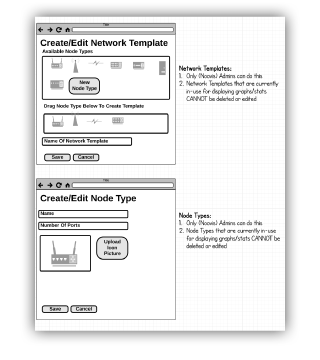 Title
Create/Edit Network Template
Available Node Types
New
Node Type
Drag Node Type Below To Create Template
Name Of Network Template
Save
Cancel
Network Templates:
1. Only (Noovis) Admins can do this
2. Network Templates that are currently
in-use for displaying graphs/stats
CANNOT be deleted or edited
Title
Create/Edit Node Type
Name
Number Of Ports
Upload
Icon
Picture
Save
Cancel
Node Types:
1. Only (Noovis) Admins can do this
2. Node Types that are currently in-use
for displaying graphs/stats CANNOT be
deleted or edited